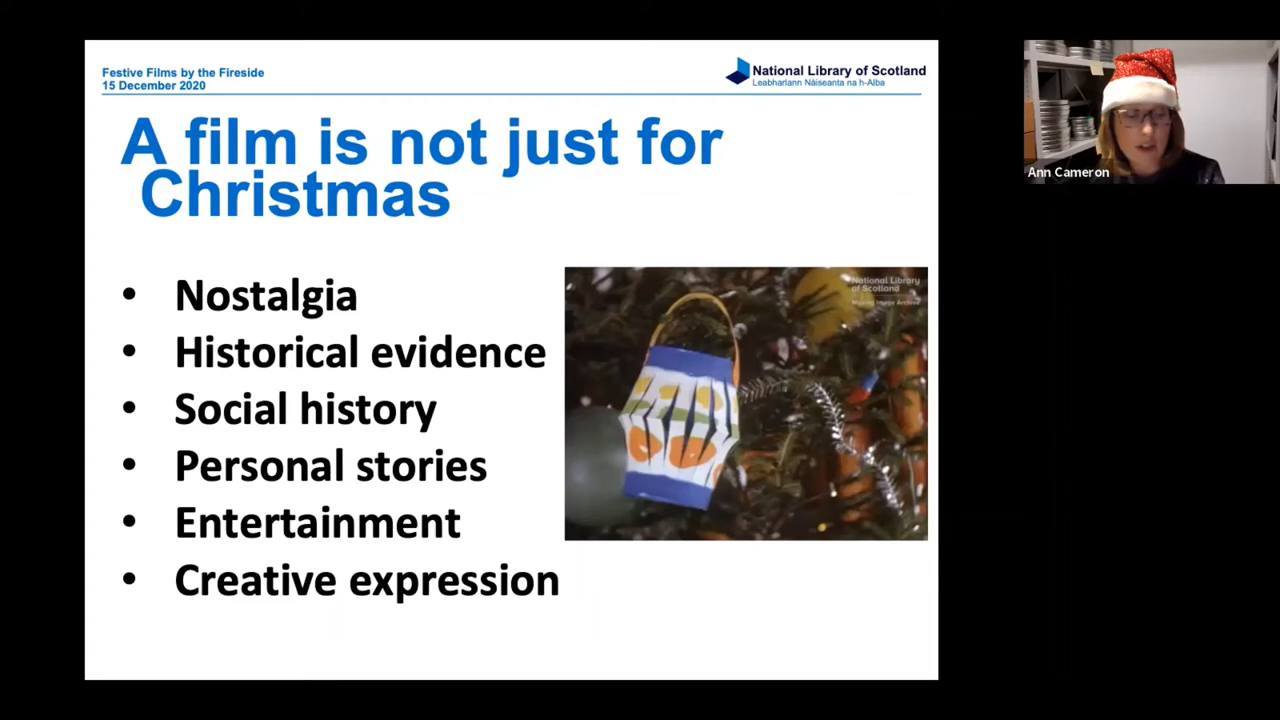 Festive Films by the Fireside
15 December 2020
National Library of Scotland
Leabharlann Nàiseanta na h-Alba
A film is not just for
Christmas
• Nostalgia
• Historical evidence
• Social history
• Personal stories
• Entertainment
• Creative expression
National Library
of Scotland
Moving Image Archive
Ann Cameron